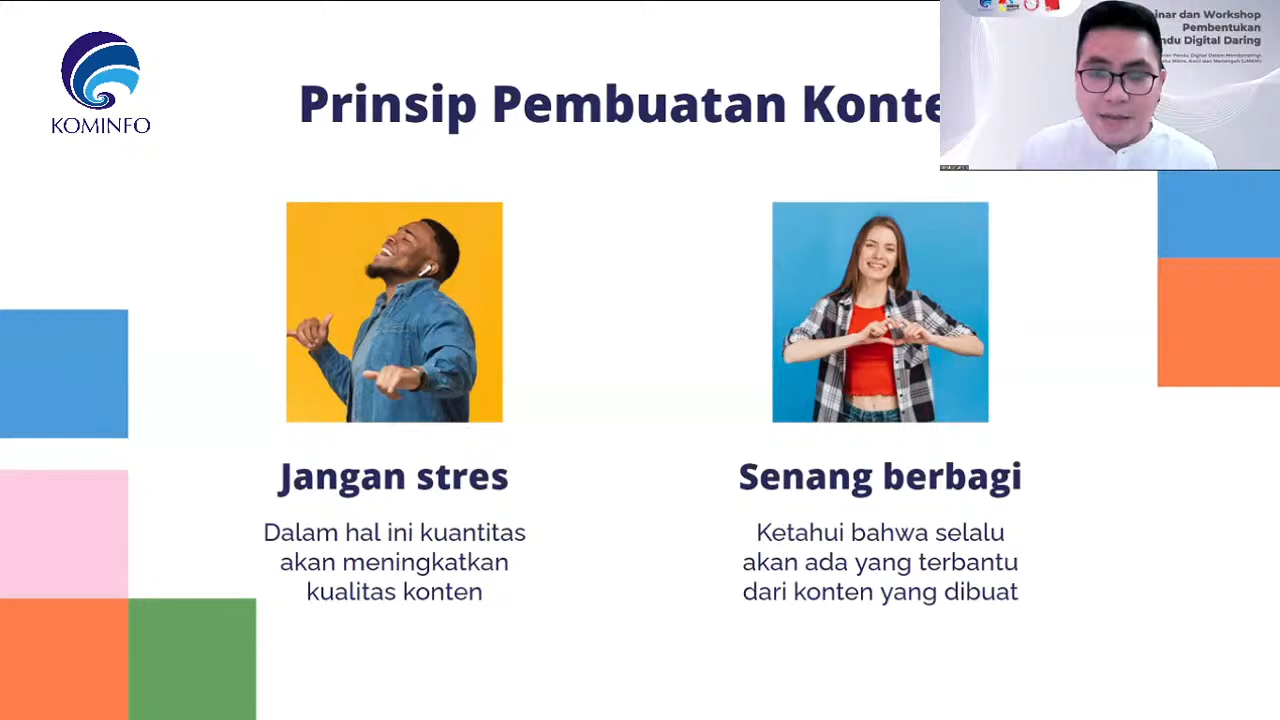 KOMINFO
Prinsip Pembuatan Konte
inar dan Workshop
Pembentukan
ndu Digital Daring
Jangan stres
Senang berbagi
Dalam hal ini kuantitas
akan meningkatkan
kualitas konten
Ketahui bahwa selalu
akan ada yang terbantu
dari konten yang dibuat